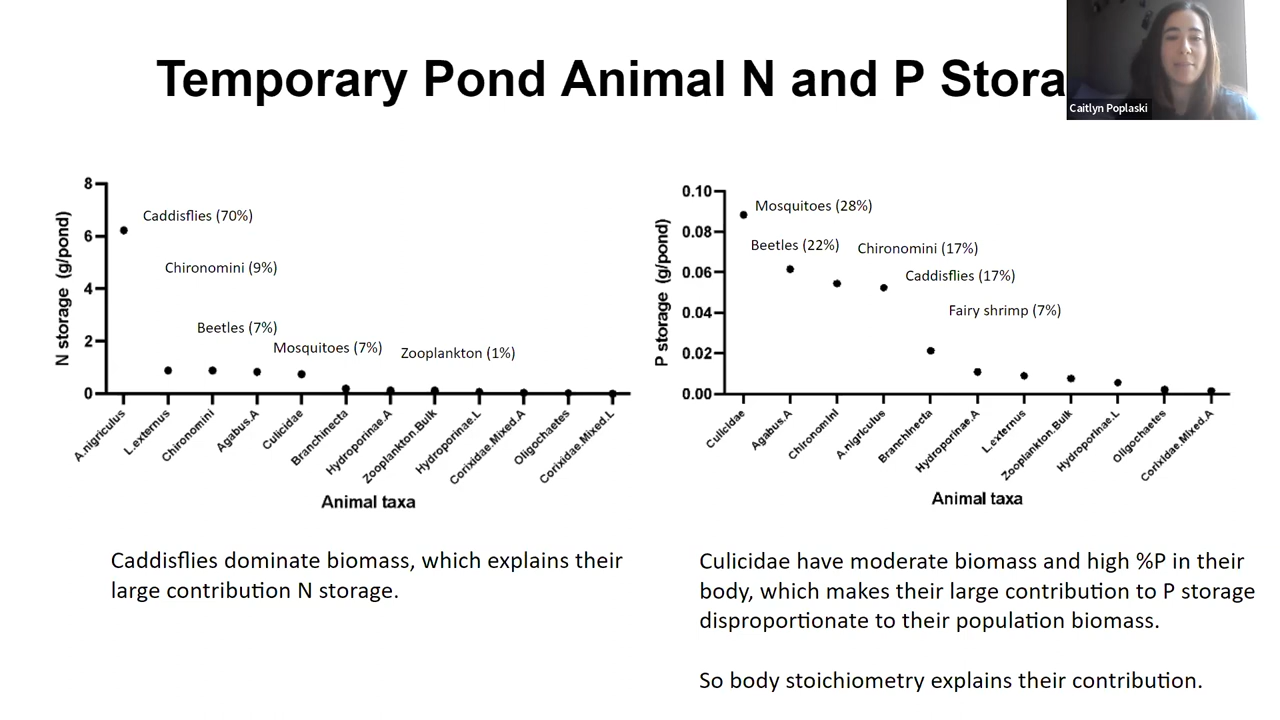 Temporary Pond Animal N and P Stora
Caitlyn Poplaski
N storage (g/pond)
8
6
4
2
0
Caddisflies (70%)
Chironomini (9%)
Beetles (7%)
Mosquitoes (7%)
Zooplankton (1%)
A.nigriculus
L.externus
Chironomini
Agabus.A
Culicidae
Branchinecta
Hydroporinae.A
Zooplankton.Bulk
Hydroporinae.L
Corixidae.Mixed.A
Oligochaetes
Corixidae.Mixed.L
Animal taxa
P storage (g/pond)
0.10
0.08
0.06
0.04
0.02
0.00
Mosquitoes (28%)
Beetles (22%)
Chironomini (17%)
Caddisflies (17%)
Fairy shrimp (7%)
Culicidae
Agabus.A
Chironomini
A.nigriculus
Branchinecta
Hydroporinae.A
L.externus
Zooplankton.Bulk
Hydroporinae.L
Oligochaetes
Corixidae.Mixed.A
Animal taxa
Caddisflies dominate biomass, which explains their
large contribution N storage.
Culicidae have moderate biomass and high %P in their
body, which makes their large contribution to P storage
disproportionate to their population biomass.
So body stoichiometry explains their contribution.